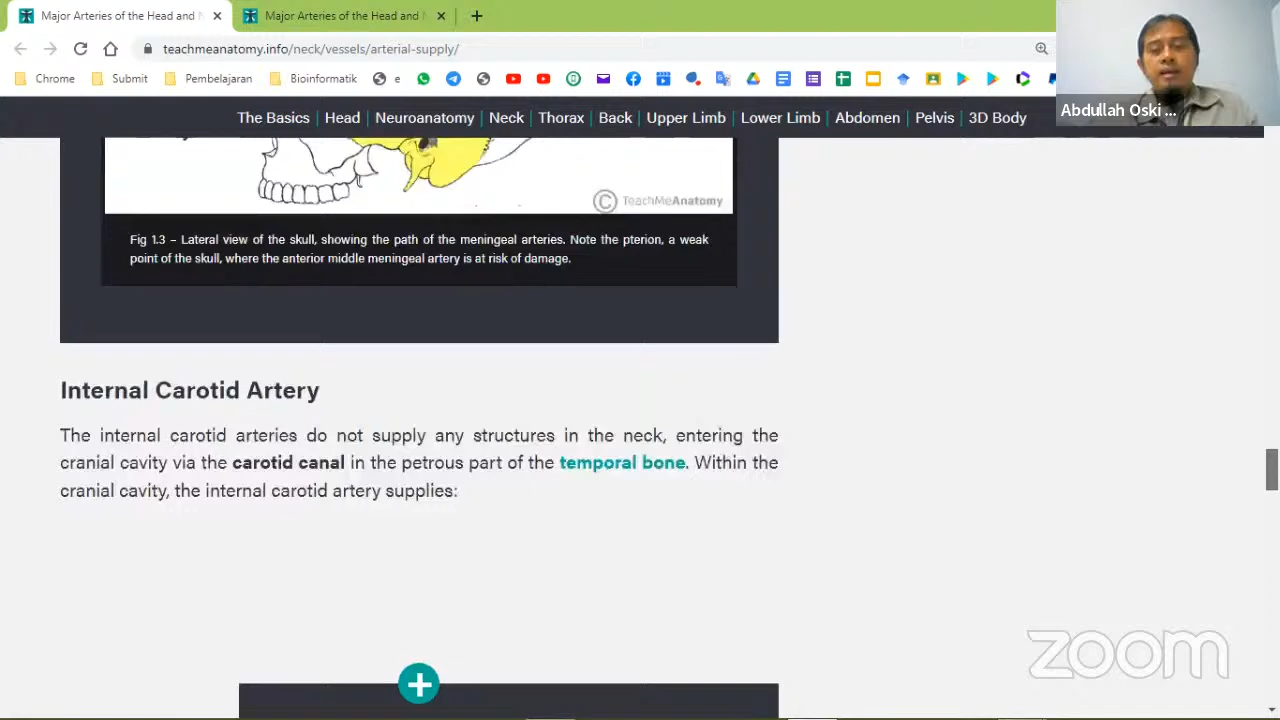 Major Arteries of the Head and N
Major Arteries of the Head and N
teachmeanatomy.info/neck/vessels/arterial-supply/
Chrome
Submit
Pembelajaran
Bioinformatik
e
Abdullah Oski ...
The Basics | Head | Neuroanatomy | Neck | Thorax | Back | Upper Limb | Lower Limb | Abdomen | Pelvis | 3D Body
© TeachMeAnatomy
Fig 1.3 – Lateral view of the skull, showing the path of the meningeal arteries. Note the pterion, a weak
point of the skull, where the anterior middle meningeal artery is at risk of damage.
Internal Carotid Artery
The internal carotid arteries do not supply any structures in the neck, entering the
cranial cavity via the carotid canal in the petrous part of the temporal bone. Within the
cranial cavity, the internal carotid artery supplies:
zoom